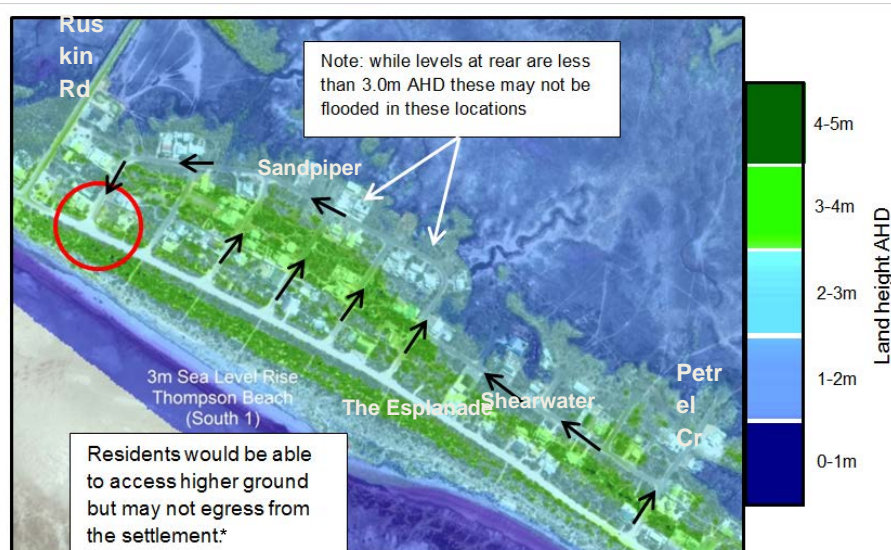 Rus
kin
Rd
Note: while levels at rear are less
than 3.0m AHD these may not be
flooded in these locations
Sandpiper
4-5m
3-4m
2-3m
1-2m
0-1m
Land height AHD
3m Sea Level Rise
Thompson Beach
(South 1)
The Esplanade
Shearwater
Petr
el
Cr
Residents would be able
to access higher ground
but may not egress from
the settlement.*